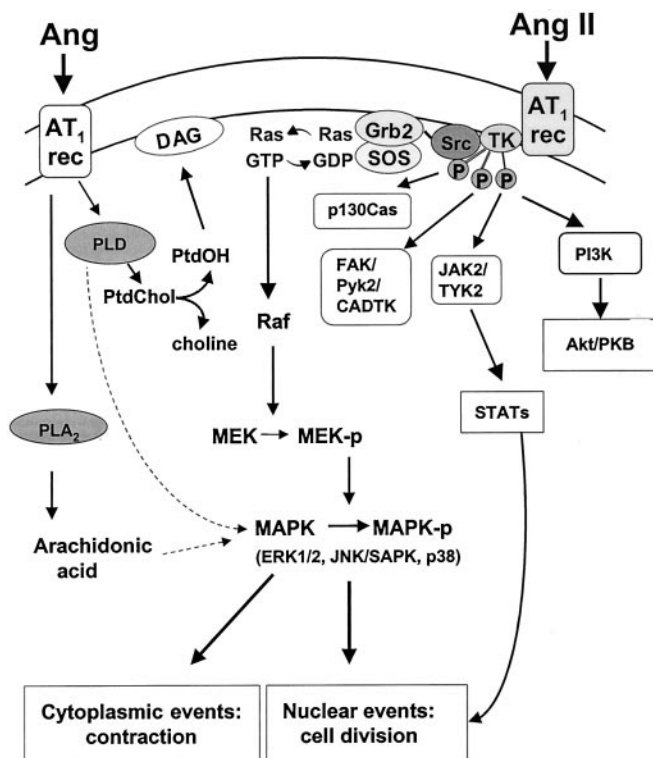 Ang
Ang II
AT1
rec
AT1
rec
DAG
Ras Ras
GTP GDP
Grb2
SOS
Src
TK
P
P
P
p130Cas
PLD
PtdOH
PtdChol
choline
FAK/
Pyk2/
CADTK
JAK2/
TYK2
PI3K
Raf
Akt/PKB
STATs
PLA2
MEK MEK-p
Arachidonic
acid
MAPK MAPK-p
(ERK1/2, JNK/SAPK, p38)
Cytoplasmic events:
contraction
Nuclear events:
cell division